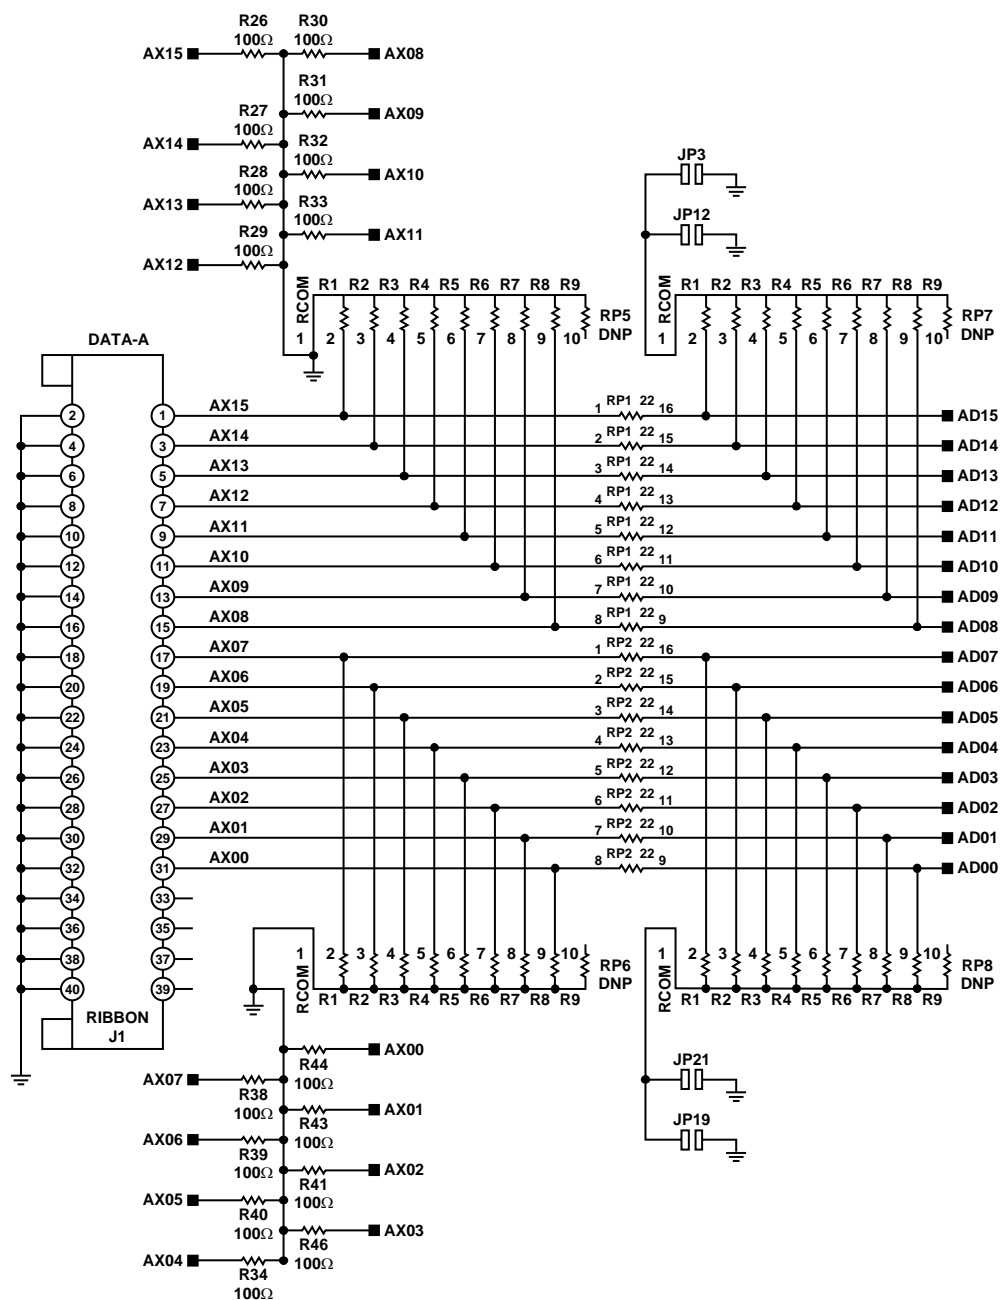 R26 R30
100Ω 100Ω
AX15 AX08
R31
100Ω
R27 AX09
100Ω R32
AX14 100Ω
R28 AX10
100Ω R33
AX13 100Ω
R29 AX11
100Ω
AX12
JP3
JP12
RCOM R1 R2 R3 R4 R5 R6 R7 R8 R9
1 2 3 4 5 6 7 8 9 10
RP5
DNP
RCOM R1 R2 R3 R4 R5 R6 R7 R8 R9
1 2 3 4 5 6 7 8 9 10
RP7
DNP
DATA-A
2 1 AX15 1 RP1 22 16 AD15
4 3 AX14 2 RP1 22 15 AD14
6 5 AX13 3 RP1 22 14 AD13
8 7 AX12 4 RP1 22 13 AD12
10 9 AX11 5 RP1 22 12 AD11
12 11 AX10 6 RP1 22 11 AD10
14 13 AX09 7 RP1 22 10 AD09
16 15 AX08 8 RP1 22 9 AD08
18 17 AX07 1 RP2 22 16 AD07
20 19 AX06 2 RP2 22 15 AD06
22 21 AX05 3 RP2 22 14 AD05
24 23 AX04 4 RP2 22 13 AD04
26 25 AX03 5 RP2 22 12 AD03
28 27 AX02 6 RP2 22 11 AD02
30 29 AX01 7 RP2 22 10 AD01
32 31 AX00 8 RP2 22 9 AD00
34 33
36 35
38 37
40 39
RIBBON
J1
1 2 3 4 5 6 7 8 9 10
RCOM R1 R2 R3 R4 R5 R6 R7 R8 R9
RP6
DNP
1 2 3 4 5 6 7 8 9 10
RCOM R1 R2 R3 R4 R5 R6 R7 R8 R9
RP8
DNP
AX00
R44
100Ω
AX07
R38
100Ω
AX01
R43
100Ω
AX06
R39
100Ω
AX02
R41
100Ω
AX05
R40
100Ω
AX03
R46
100Ω
AX04
R34
100Ω
JP21
JP19